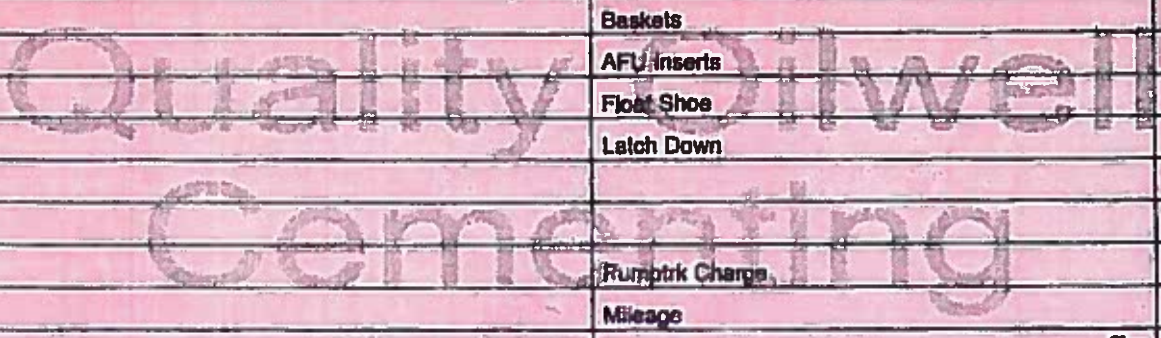 Baskets
AFU Inserts
Float Shoe
Latch Down
Quality Oilwell
Cementing
Pumptrk Charge
Mileage